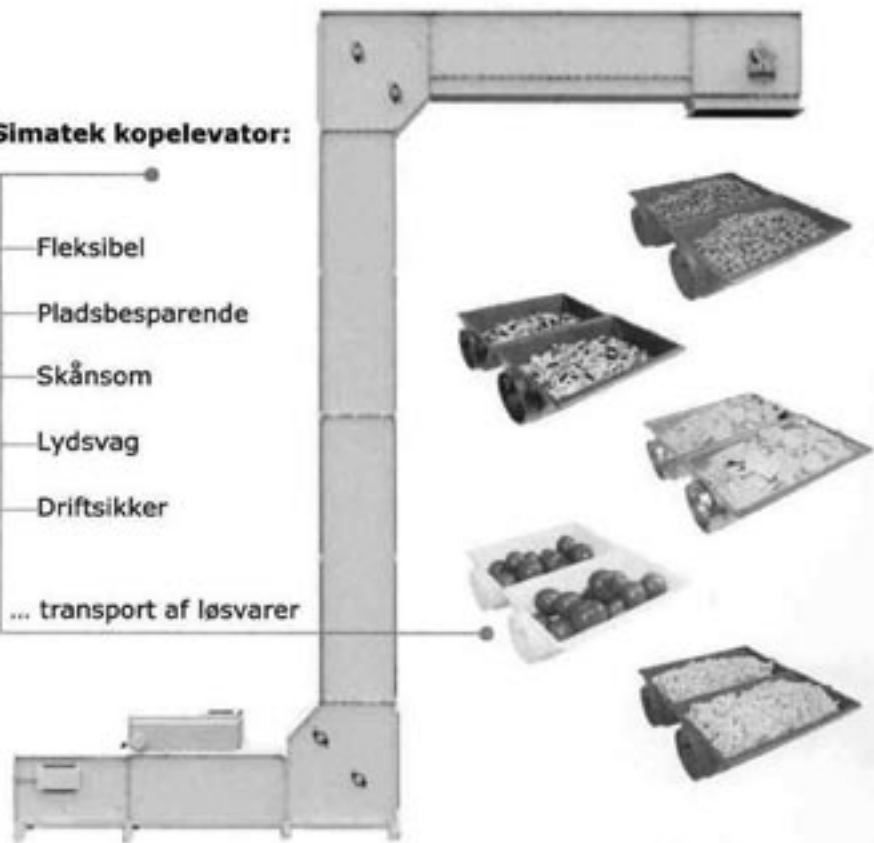 Simatek kopelevator:
Fleksibel
Pladsbesparende
Skånsom
Lydsvag
Driftsikker
... transport af løsvarer